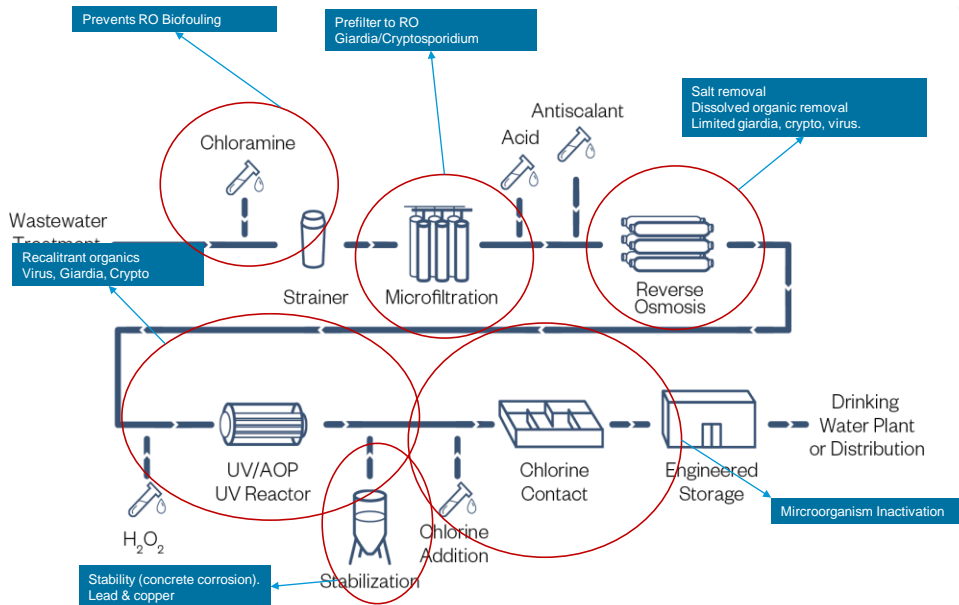 Prevents RO Biofouling
Prefilter to RO
Giardia/Cryptosporidium
Salt removal
Dissolved organic removal
Limited giardia, crypto, virus.
Antiscalant
Acid
Chloramine
Wastewater
Treatment
Recalitrant organics
Virus, Giardia, Crypto
Strainer
Microfiltration
Reverse
Osmosis
Drinking
Water Plant
or Distribution
UV/AOP
UV Reactor
Chlorine
Contact
Engineered
Storage
Mircroorganism Inactivation
H2O2
Chlorine
Addition
Stabilization
Stability (concrete corrosion).
Lead & copper